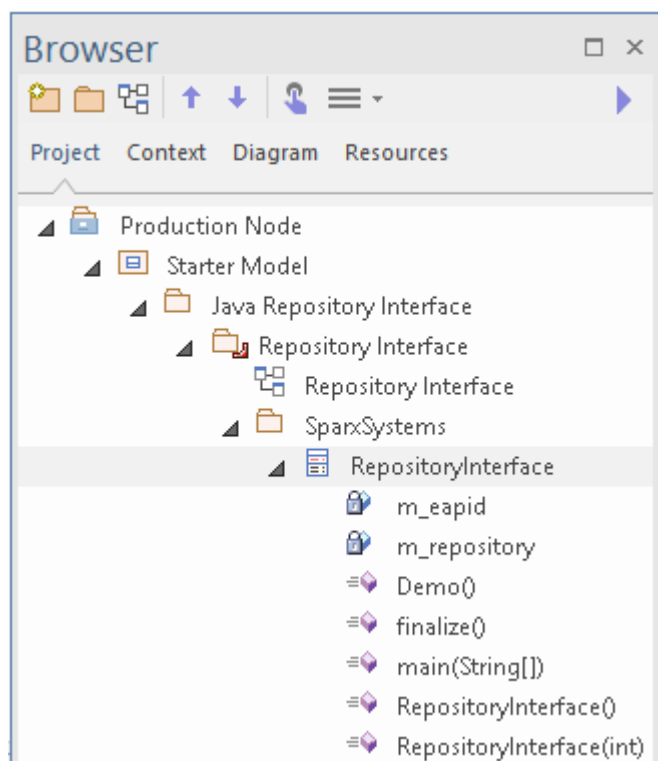 Browser
Project Context Diagram Resources
Production Node
Starter Model
Java Repository Interface
Repository Interface
Repository Interface
SparxSystems
RepositoryInterface
m_eapid
m_repository
Demo()
finalize()
main(String[])
RepositoryInterface()
RepositoryInterface(int)